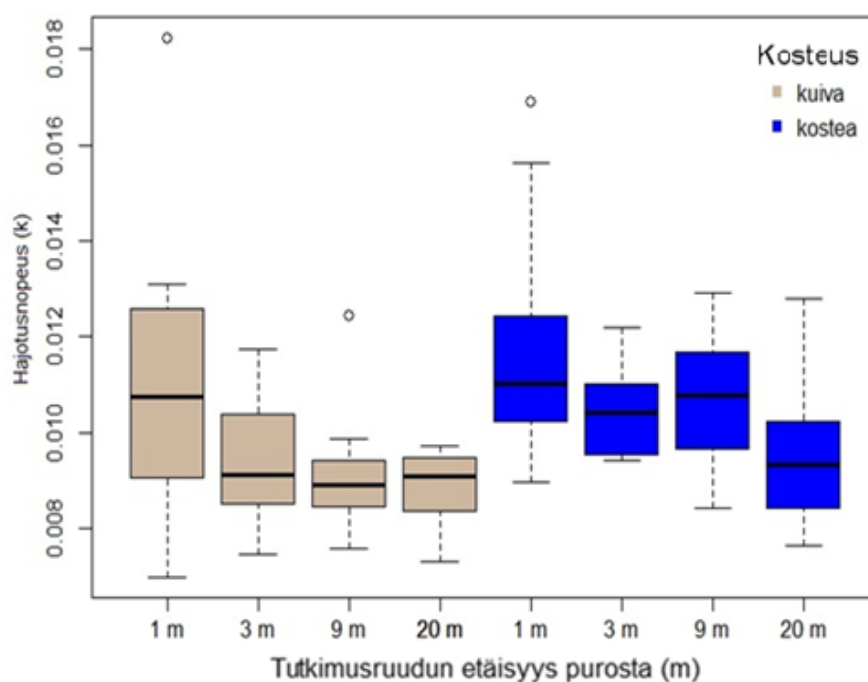 Hajotusnopeus (k)
0.018
0.016
0.014
0.012
0.010
0.008
Kosteus
kuiva
kostea
1 m 3 m 9 m 20 m 1 m 3 m 9 m 20 m
Tutkimusruudun etäisyys purosta (m)